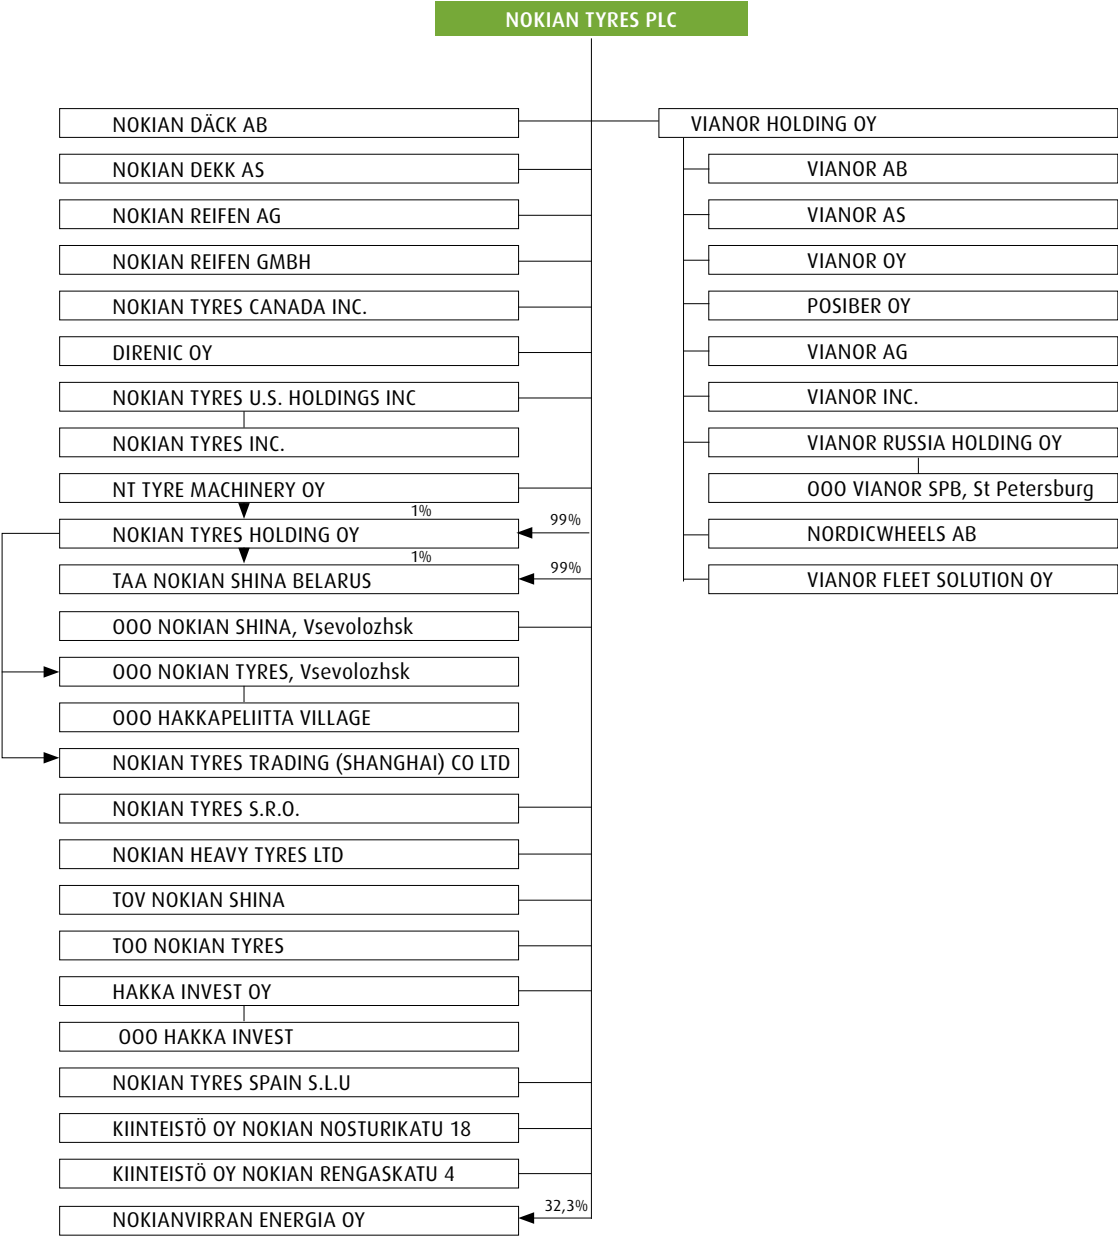 NOKIAN TYRES PLC
NOKIAN DÄCK AB
NOKIAN DEKK AS
NOKIAN REIFEN AG
NOKIAN REIFEN GMBH
NOKIAN TYRES CANADA INC.
DIRENIC OY
NOKIAN TYRES U.S. HOLDINGS INC
NOKIAN TYRES INC.
NT TYRE MACHINERY OY
1%
99%
NOKIAN TYRES HOLDING OY
1%
99%
TAA NOKIAN SHINA BELARUS
OOO NOKIAN SHINA, Vsevolozhsk
OOO NOKIAN TYRES, Vsevolozhsk
OOO HAKKAPELIITTA VILLAGE
NOKIAN TYRES TRADING (SHANGHAI) CO LTD
NOKIAN TYRES S.R.O.
NOKIAN HEAVY TYRES LTD
TOV NOKIAN SHINA
TOO NOKIAN TYRES
HAKKA INVEST OY
OOO HAKKA INVEST
NOKIAN TYRES SPAIN S.L.U
KIINTEISTÖ OY NOKIAN NOSTURIKATU 18
KIINTEISTÖ OY NOKIAN RENGASKATU 4
32,3%
NOKIANVIRRAN ENERGIA OY
VIANOR HOLDING OY
VIANOR AB
VIANOR AS
VIANOR OY
POSIBER OY
VIANOR AG
VIANOR INC.
VIANOR RUSSIA HOLDING OY
OOO VIANOR SPB, St Petersburg
NORDICWHEELS AB
VIANOR FLEET SOLUTION OY